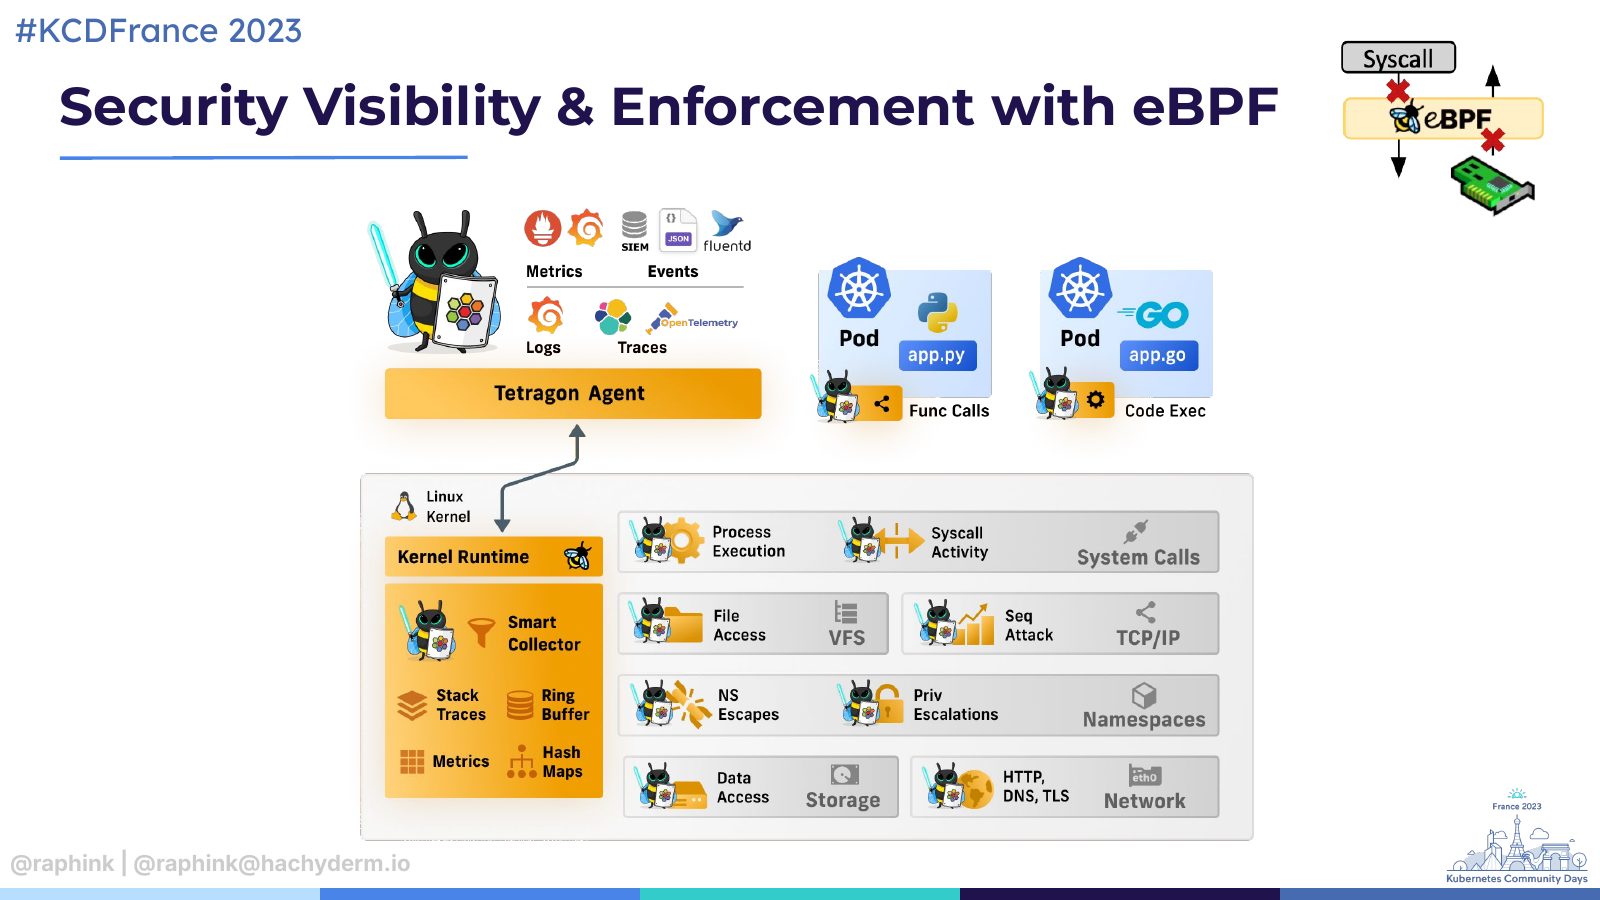 #KCDFrance 2023
Security Visibility & Enforcement with eBPF
Syscall
eBPF
SIEM
{}
JSON
fluentd
Metrics
Events
OpenTelemetry
Logs
Traces
Tetragon Agent
Pod
app.py
Func Calls
Pod
GO
app.go
Code Exec
Linux
Kernel
Kernel Runtime
Smart
Collector
Stack
Traces
Ring
Buffer
Metrics
Hash
Maps
Process
Execution
Syscall
Activity
System Calls
File
Access
VFS
Seq
Attack
TCP/IP
NS
Escapes
Priv
Escalations
Namespaces
Data
Access
Storage
HTTP,
DNS, TLS
eth0
Network
France 2023
Kubernetes Community Days
@raphink | @raphink@hachyderm.io